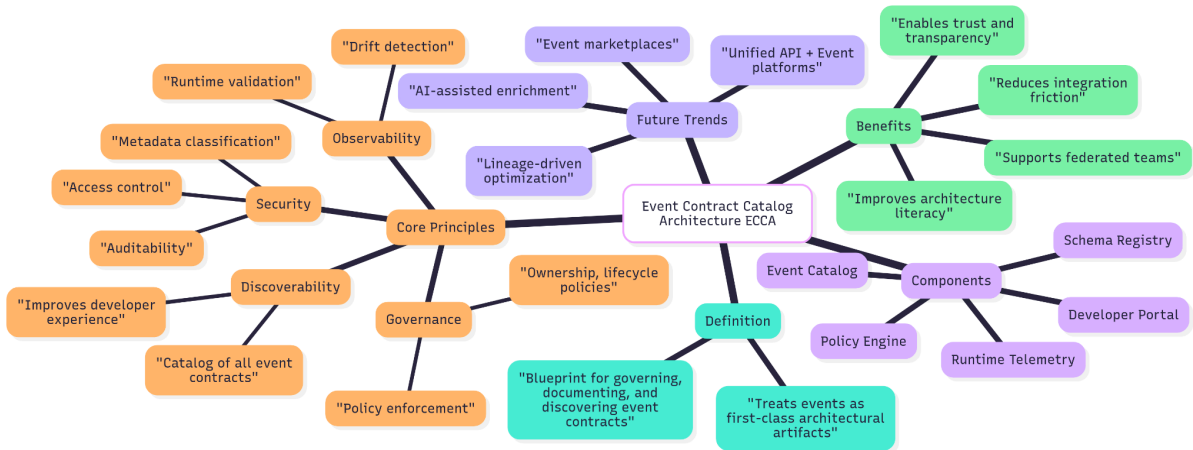 "Enables trust and
transparency"
"Drift detection"
"Event marketplaces"
"Unified API + Event
platforms"
"Runtime validation"
"AI-assisted enrichment"
"Reduces integration
friction"
Future Trends
Benefits
Observability
"Metadata classification"
"Lineage-driven
optimization"
"Supports federated teams"
"Access control"
Security
Event Contract Catalog
Architecture ECCA
"Improves architecture
literacy"
Core Principles
"Auditability"
Schema Registry
Event Catalog
"Ownership, lifecycle
policies"
Components
Discoverability
"Improves developer
experience"
Governance
Definition
Developer Portal
Policy Engine
Runtime Telemetry
"Catalog of all event
contracts"
"Blueprint for governing,
documenting, and
discovering event
contracts"
"Policy enforcement"
"Treats events as
first-class architectural
artifacts"